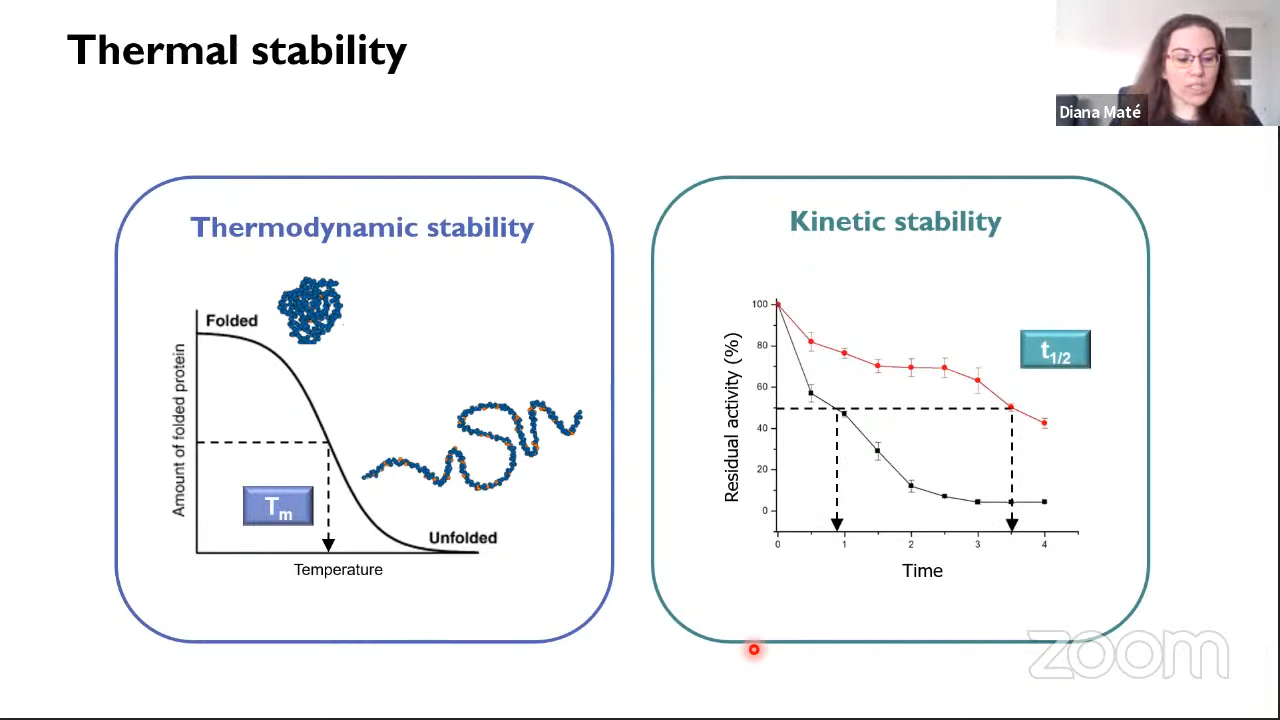 Thermal stability
Diana Maté
Thermodynamic stability
Folded
Amount of folded protein
Tm
Unfolded
Temperature
Kinetic stability
100
80
60
40
20
0
Residual activity (%)
t1/2
0 1 2 3 4
Time
zoom